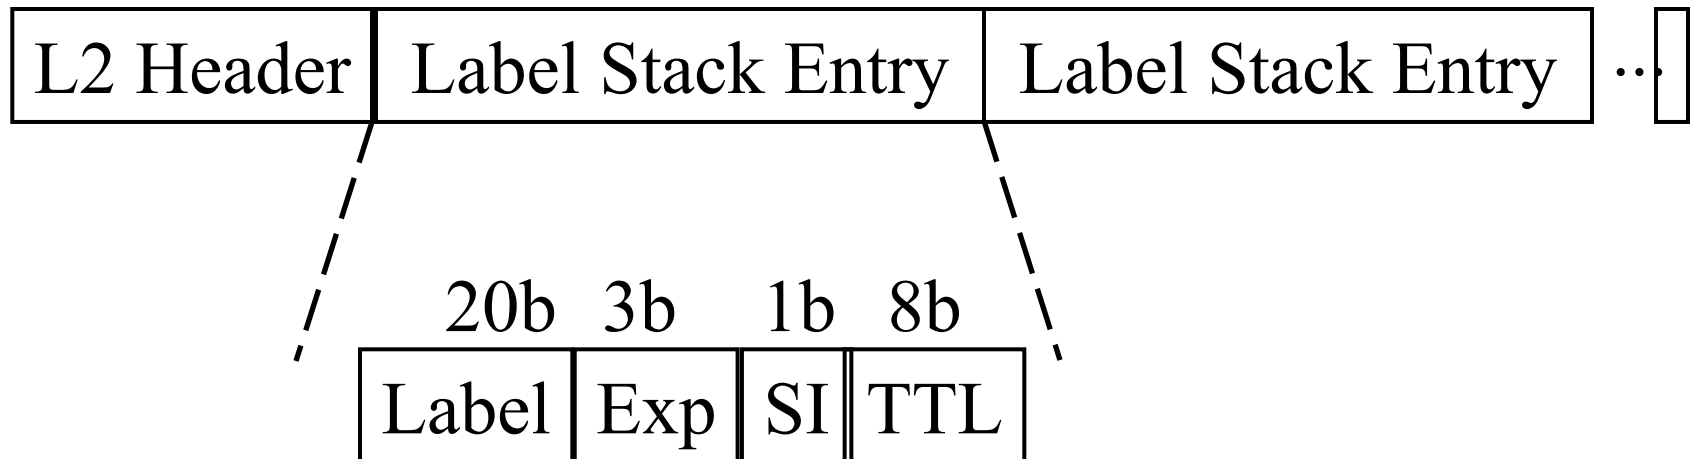 L2 Header Label Stack Entry Label Stack Entry ...
20b 3b 1b 8b
Label Exp SI TTL